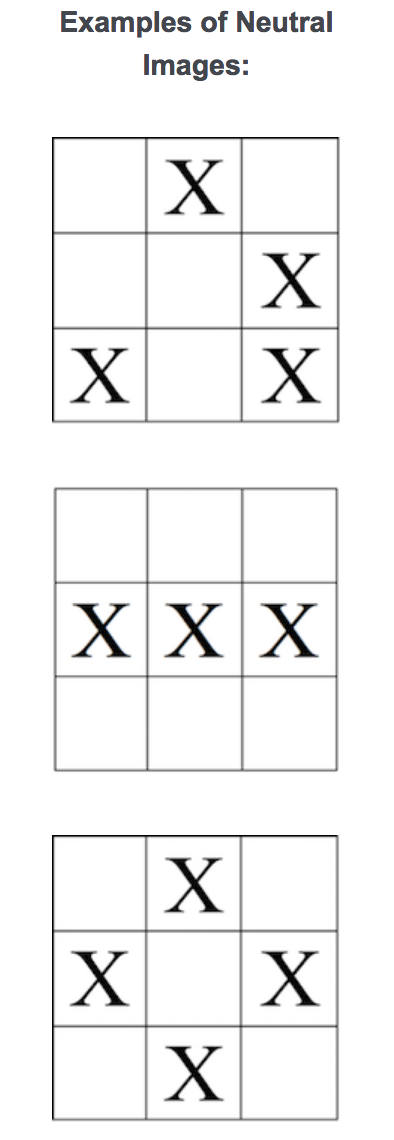 Examples of Neutral
Images:
X
X
X X
X X X
X
X X
X